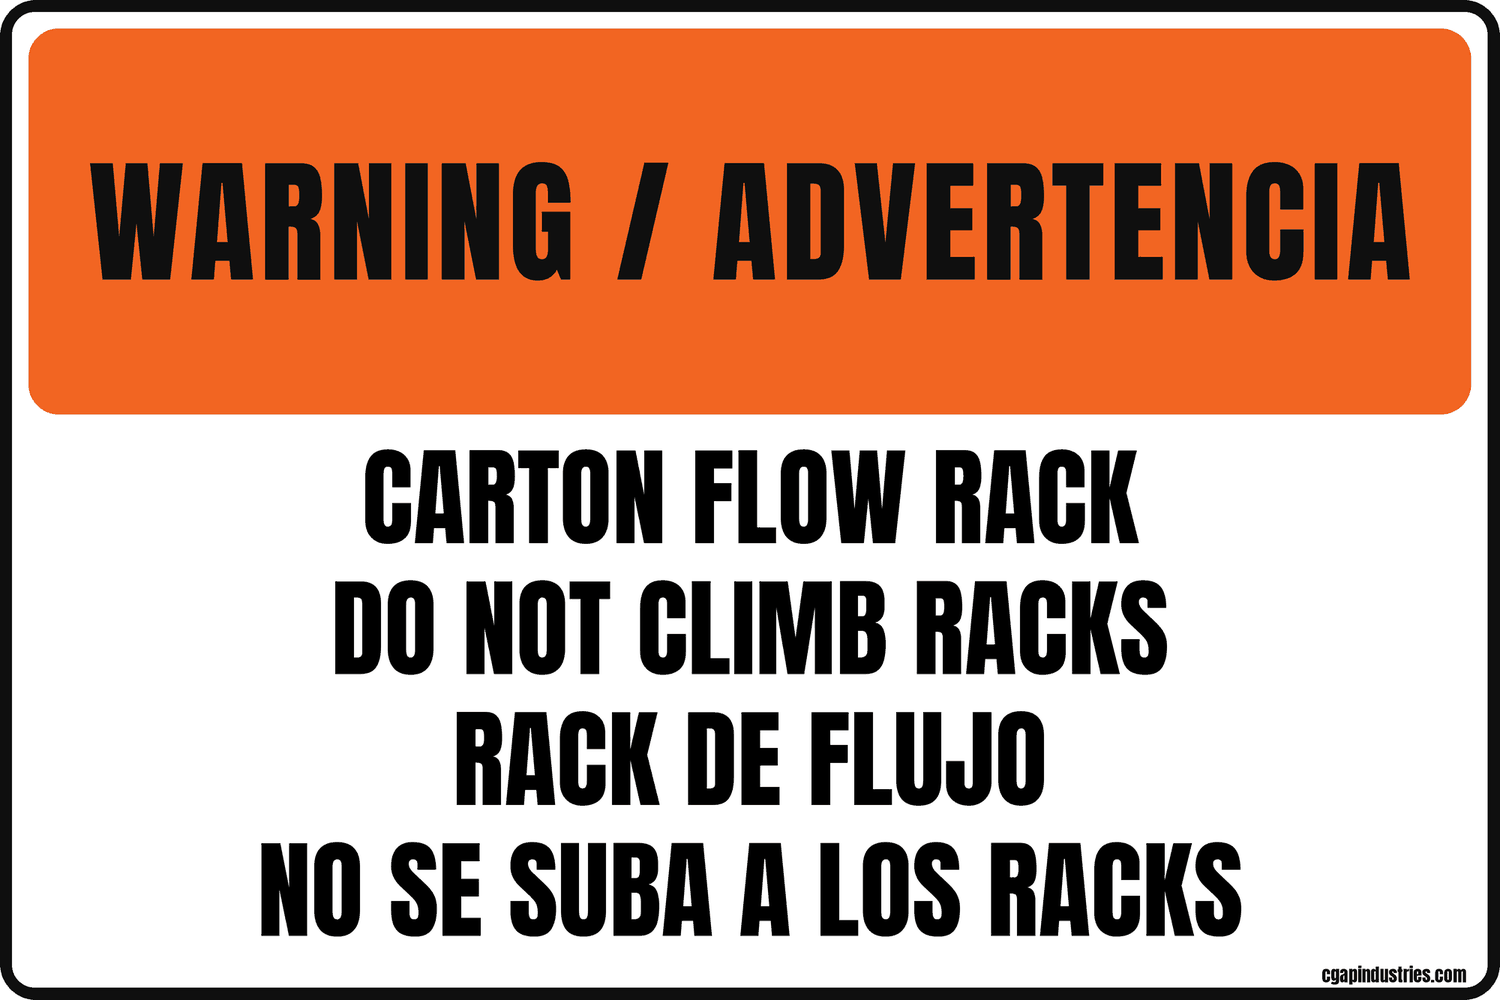 WARNING / ADVERTENCIA
CARTON FLOW RACK
DO NOT CLIMB RACKS
RACK DE FLUJO
NO SE SUBA A LOS RACKS
cgapindustries.com